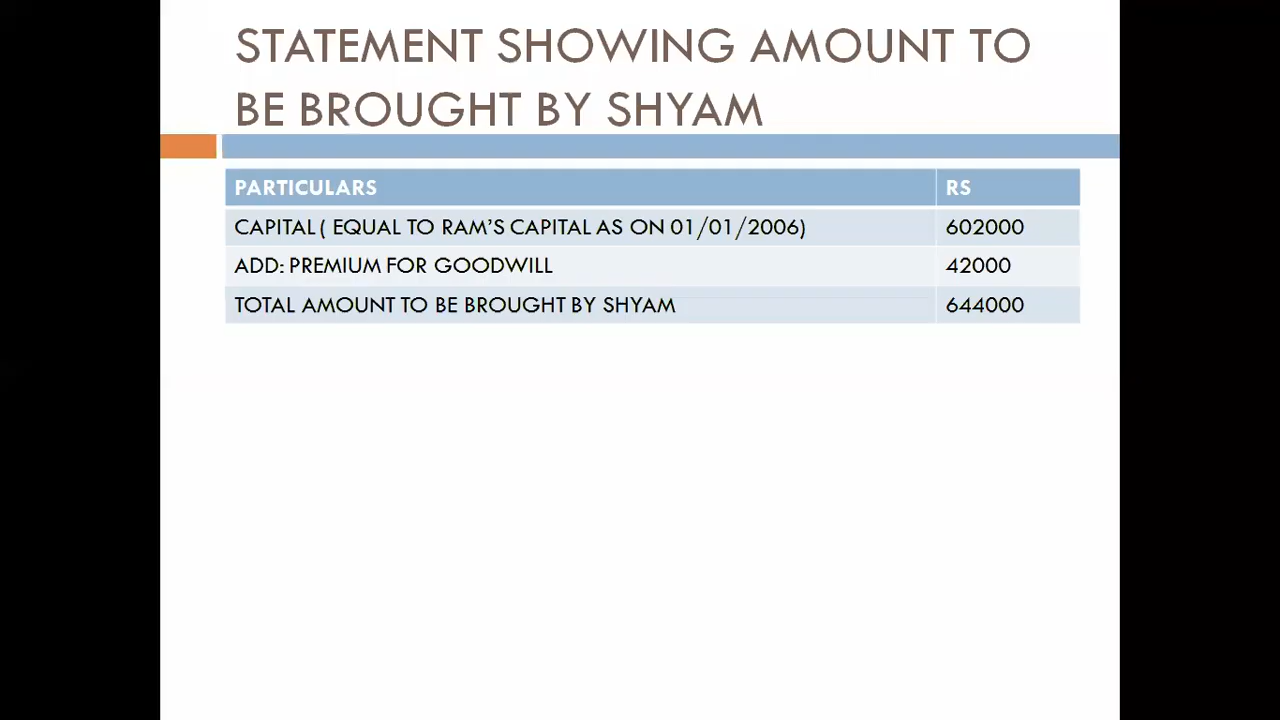 STATEMENT SHOWING AMOUNT TO
BE BROUGHT BY SHYAM
PARTICULARS RS
CAPITAL ( EQUAL TO RAM'S CAPITAL AS ON 01/01/2006) 602000
ADD: PREMIUM FOR GOODWILL 42000
TOTAL AMOUNT TO BE BROUGHT BY SHYAM 644000